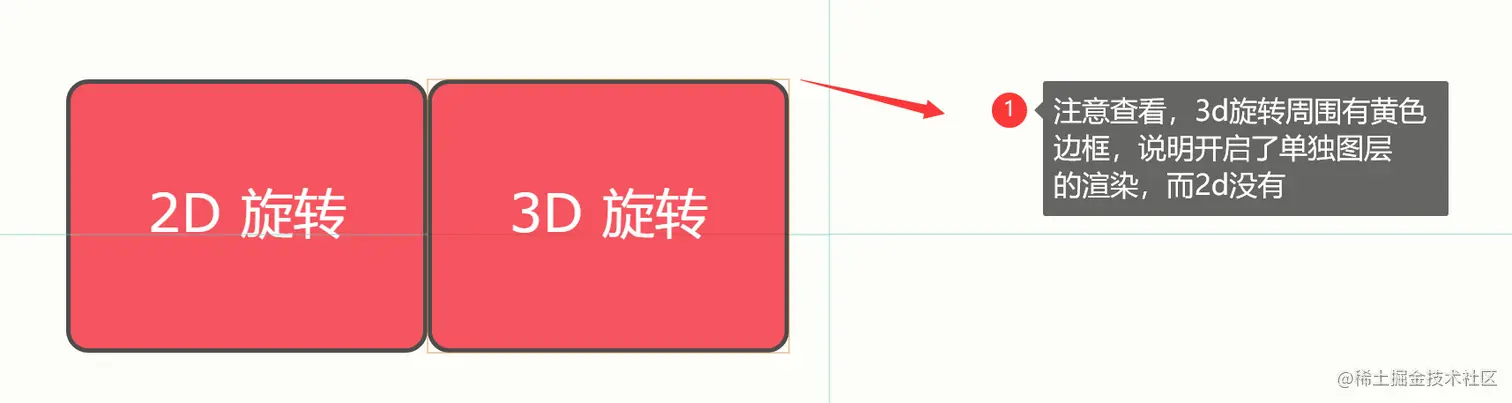 2D 旋转
3D 旋转
1
注意查看，3d旋转周围有黄色
边框，说明开启了单独图层
的渲染，而2d没有
@稀土掘金技术社区